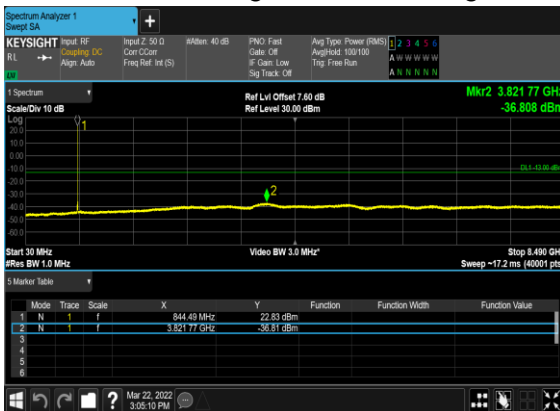 Spectrum Analyzer 1
Swept SA
+
KEYSIGHT
RL
LV
Input: RF
Coupling: DC
Align: Auto
Input Z: 50 Ω
Corr CCorr
Freq Ref: Int (S)
#Atten: 40 dB
PNO: Fast
Gate: Off
IF Gain: Low
Sig Track: Off
Avg Type: Power (RMS)
Avg|Hold: 100/100
Trig: Free Run
1 2 3 4 5 6
A W W W W W
A N N N N N
1 Spectrum
Scale/Div 10 dB
Ref Lvl Offset 7.60 dB
Ref Level 30.00 dBm
Mkr2 3.821 77 GHz
-36.808 dBm
Log
20.0
10.0
0.00
-10.0
-20.0
-30.0
-40.0
-50.0
-60.0
1
2
DL1 -13.00 dBm
Start 30 MHz
#Res BW 1.0 MHz
Video BW 3.0 MHz*
Stop 8.490 GH
Sweep ~17.2 ms (40001 pts
5 Marker Table
Mode Trace Scale X Y Function Function Width Function Value
1 N 1 f 844.49 MHz 22.83 dBm
2 N 1 f 3.821 77 GHz -36.81 dBm
3
4
5
6
?
Mar 22, 2022
3:05:10 PM